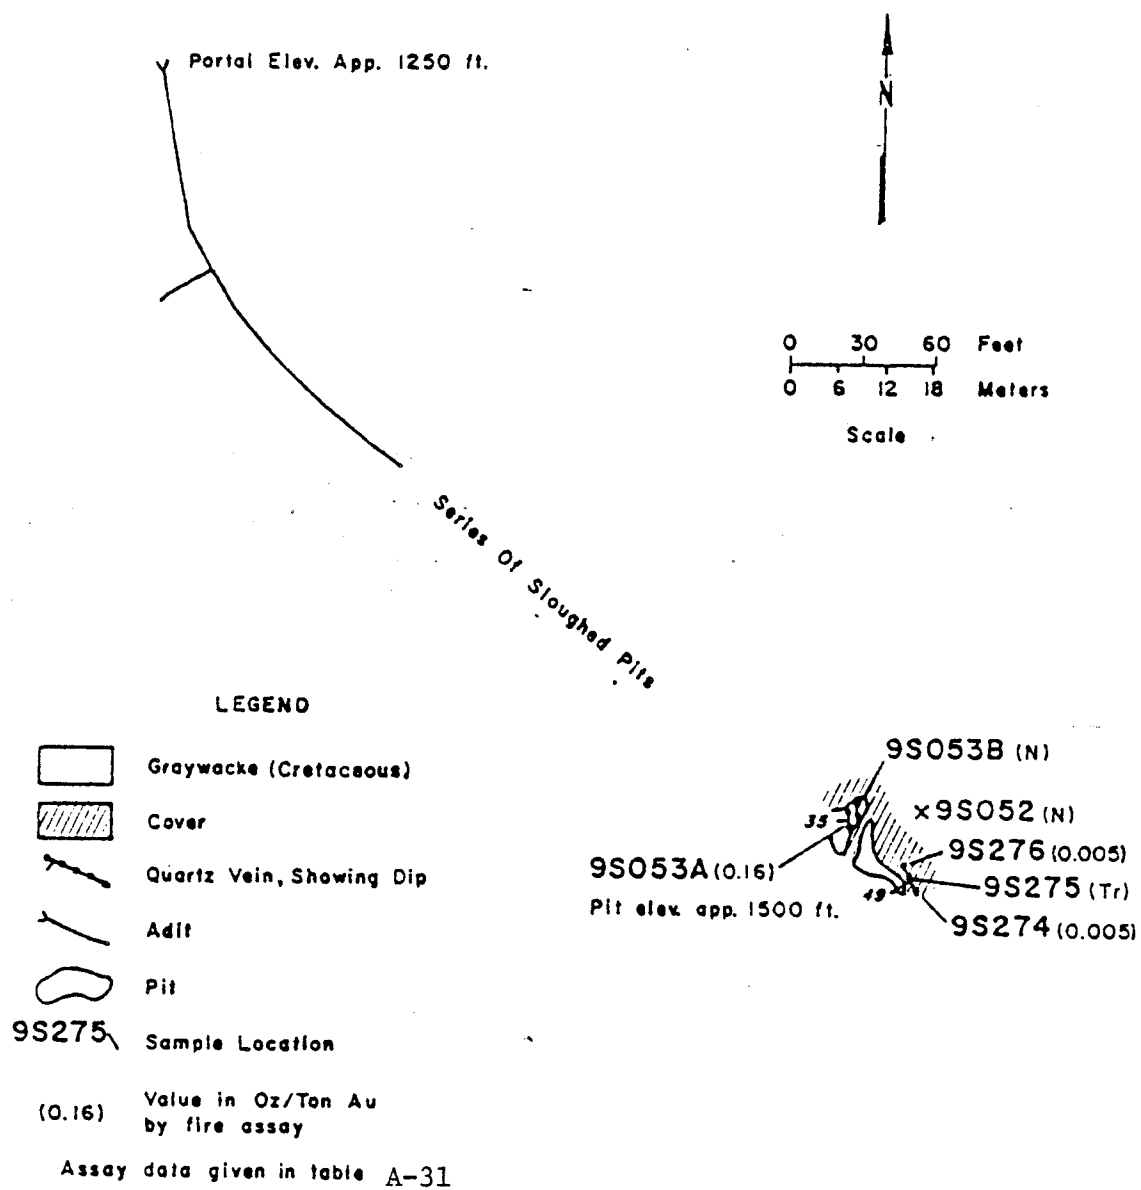 Portal Elev. App. 1250 ft.
N
0 30 60 Feet
0 6 12 18 Meters
Scale
Series Of Sloughed Pits
LEGEND
Graywacke (Cretaceous)
Cover
Quartz Vein, Showing Dip
Adit
Pit
9S275
Sample Location
(0.16)
Value in Oz/Ton Au
by fire assay
Assay data given in table A-31
9S053B (N)
35
×9S052 (N)
9S276 (0.005)
9S053A (0.16)
9S275 (Tr)
49
Pit elev. app. 1500 ft.
9S274 (0.005)